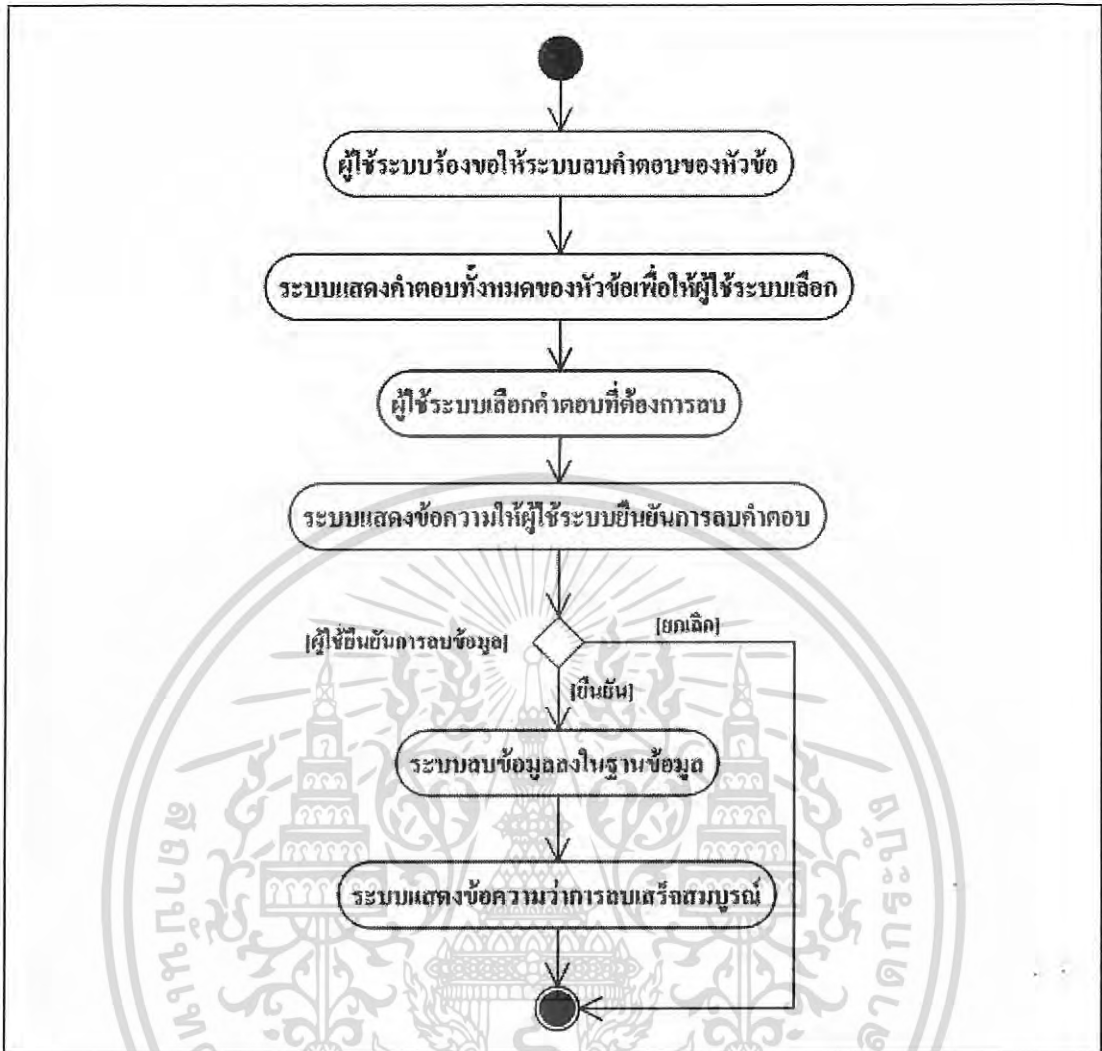 ผู้ใช้ระบบร้องขอให้ระบบลบคำตอบของหัวข้อ
ระบบแสดงคำตอบทั้งหมดของหัวข้อเพื่อให้ผู้ใช้ระบบเลือก
ผู้ใช้ระบบเลือกคำตอบที่ต้องการลบ
ระบบแสดงข้อความให้ผู้ใช้ระบบยืนยันการลบคำตอบ
[ผู้ใช้ยืนยันการลบข้อมูล]
[ยกเลิก]
[ยืนยัน]
ระบบลบข้อมูลลงในฐานข้อมูล
ระบบแสดงข้อความว่าการลบเสร็จสมบูรณ์